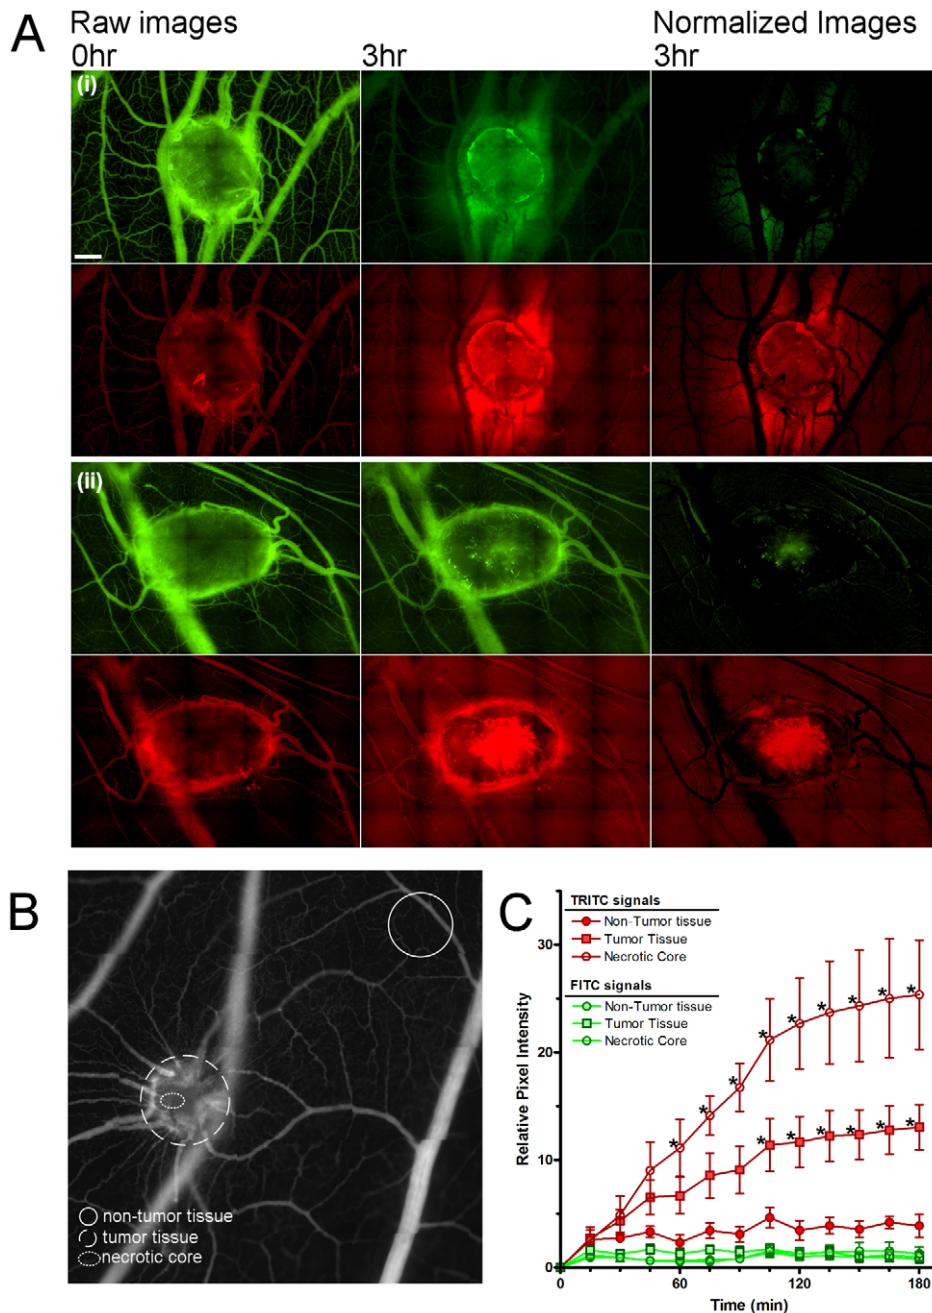 A
Raw images
Normalized Images
0hr
3hr
3hr
(i)
(ii)
B
non-tumor tissue
tumor tissue
necrotic core
C
TRITC signals
Non-Tumor tissue
Tumor Tissue
Necrotic Core
FITC signals
Non-Tumor tissue
Tumor Tissue
Necrotic Core
Relative Pixel Intensity
30
20
10
0
0
60
120
180
Time (min)